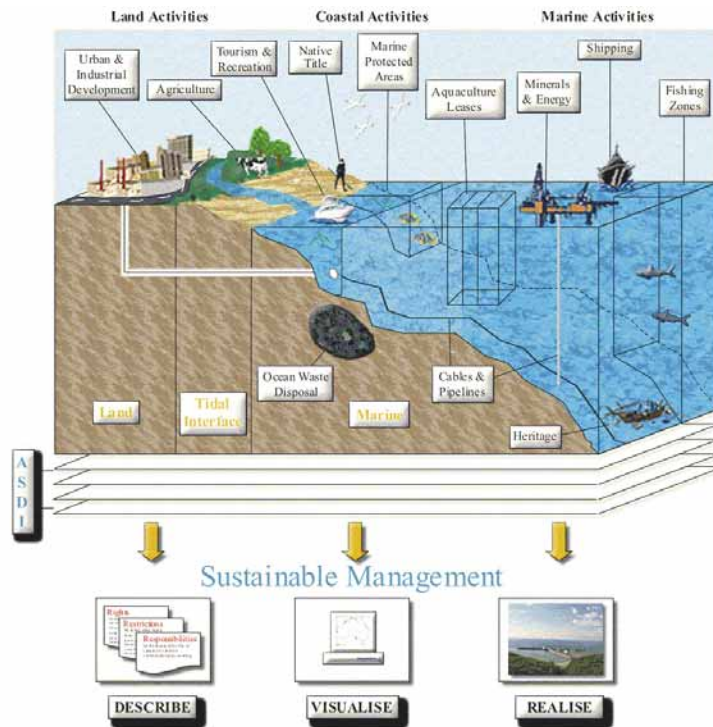 Land Activities
Coastal Activities
Marine Activities
Urban &
Industrial
Development
Agriculture
Tourism &
Recreation
Native
Title
Marine
Protected
Areas
Aquaculture
Leases
Minerals
& Energy
Shipping
Fishing
Zones
Ocean Waste
Disposal
Cables &
Pipelines
Heritage
Land
Tidal
Interface
Marine
A
S
D
I
Sustainable Management
Rights
Restrictions
Responsibilities
DESCRIBE
VISUALISE
REALISE